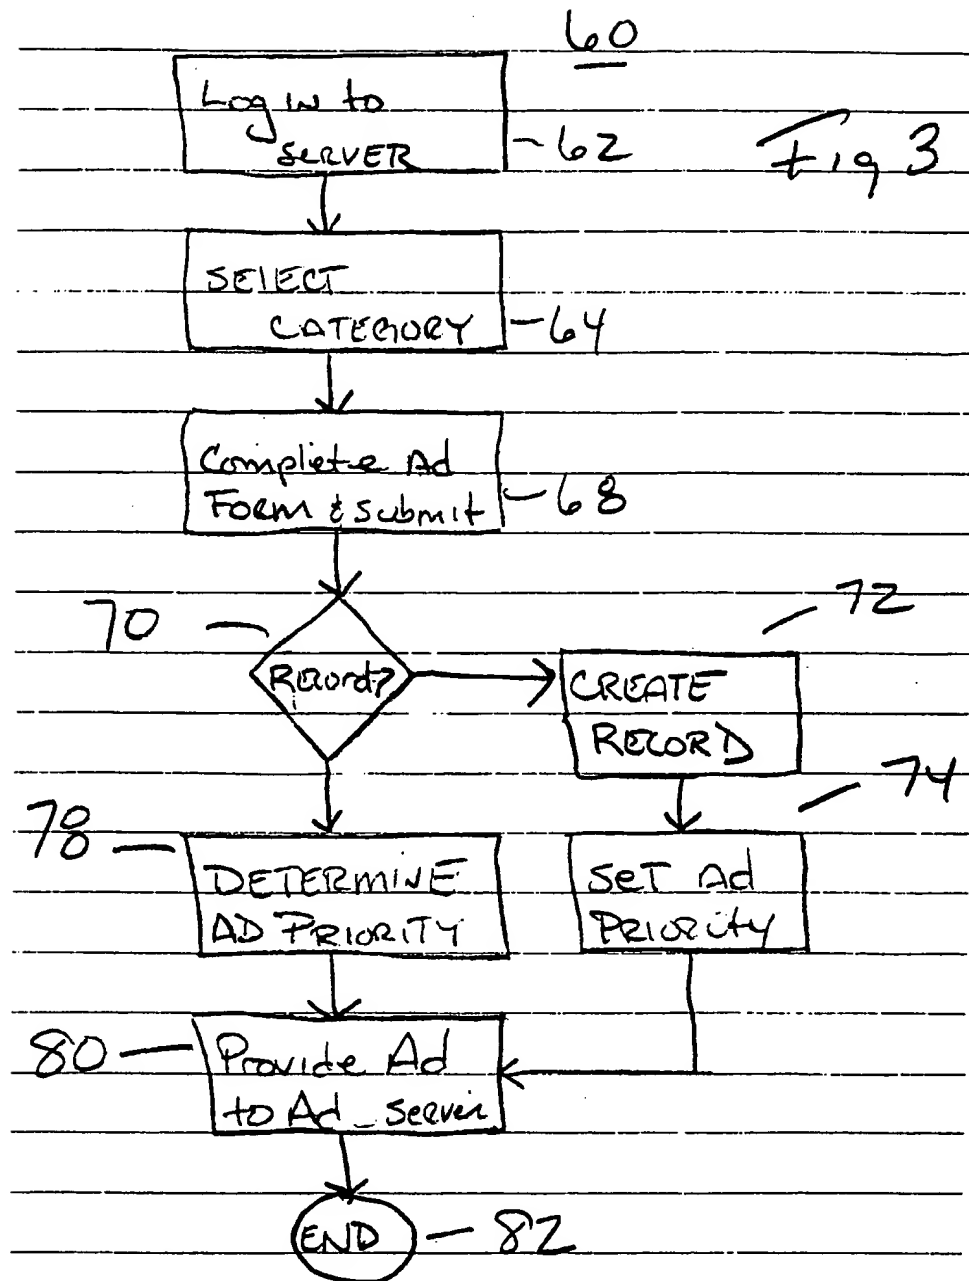 60
Log in to
server
- 62
Fig 3
SELECT
CATEGORY
- 64
Complete Ad
Form & Submit
- 68
70
Record?
72
CREATE
RECORD
74
78
DETERMINE
AD PRIORITY
SET Ad
PRIORITY
80
Provide Ad
to Ad_server
END
- 82